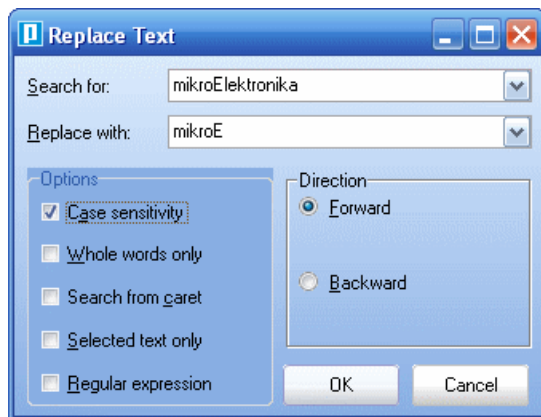 Replace Text
Search for:
mikroElektronika
Replace with:
mikroE
Options
Case sensitivity
Whole words only
Search from caret
Selected text only
Regular expression
Direction
Forward
Backward
OK
Cancel